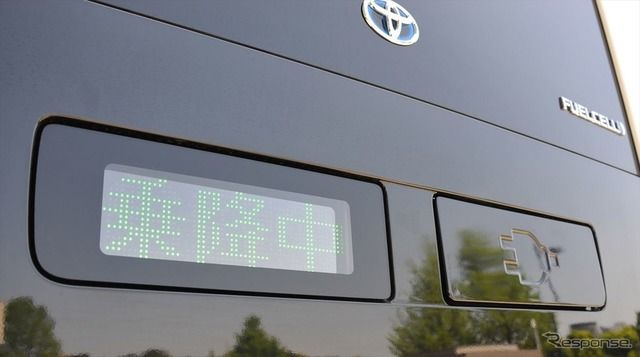 FUELCELL
乗降中
Response.